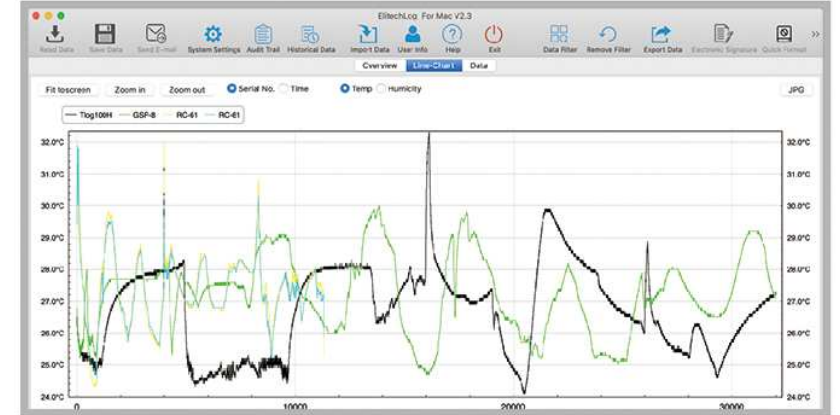 ElitechLog For Mac V2.3
Read Data Save Data Send E-mail System Settings Audit Trail Historical Data Import Data User Info Help Exit Data Filter Remove Filter Export Data Electronic Signature Quick Format »
Overview Line-Chart Data
Fit toscreen Zoom in Zoom out Serial No. Time Temp Humicity JPG
Tlog100H GSP-8 RC-61 RC-61
32.0°C 32.0°C
31.0°C 31.0°C
30.0°C 30.0°C
29.0°C 29.0°C
28.0°C 28.0°C
27.0°C 27.0°C
26.0°C 26.0°C
25.0°C 25.0°C
24.0°C 24.0°C
0 10000 20000 30000